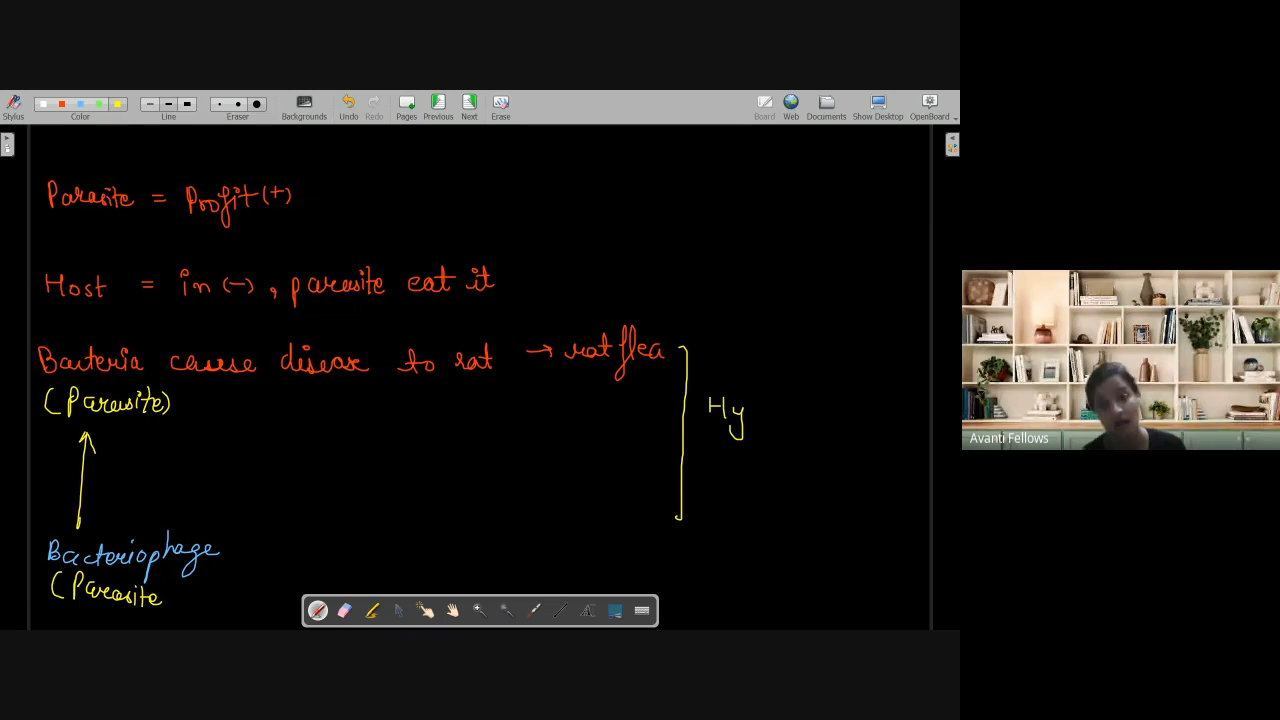 Stylus
Color
Line
Eraser
Backgrounds
Undo
Redo
Pages
Previous
Next
Erase
Board
Web
Documents
Show Desktop
OpenBoard
Parasite = Profit (+)
Host = in (-), parasite eat it
Bacteria cause disease to rat → rat flea
(Parasite)
Hy
Bacteriophage
(Parasite
Avanti Fellows